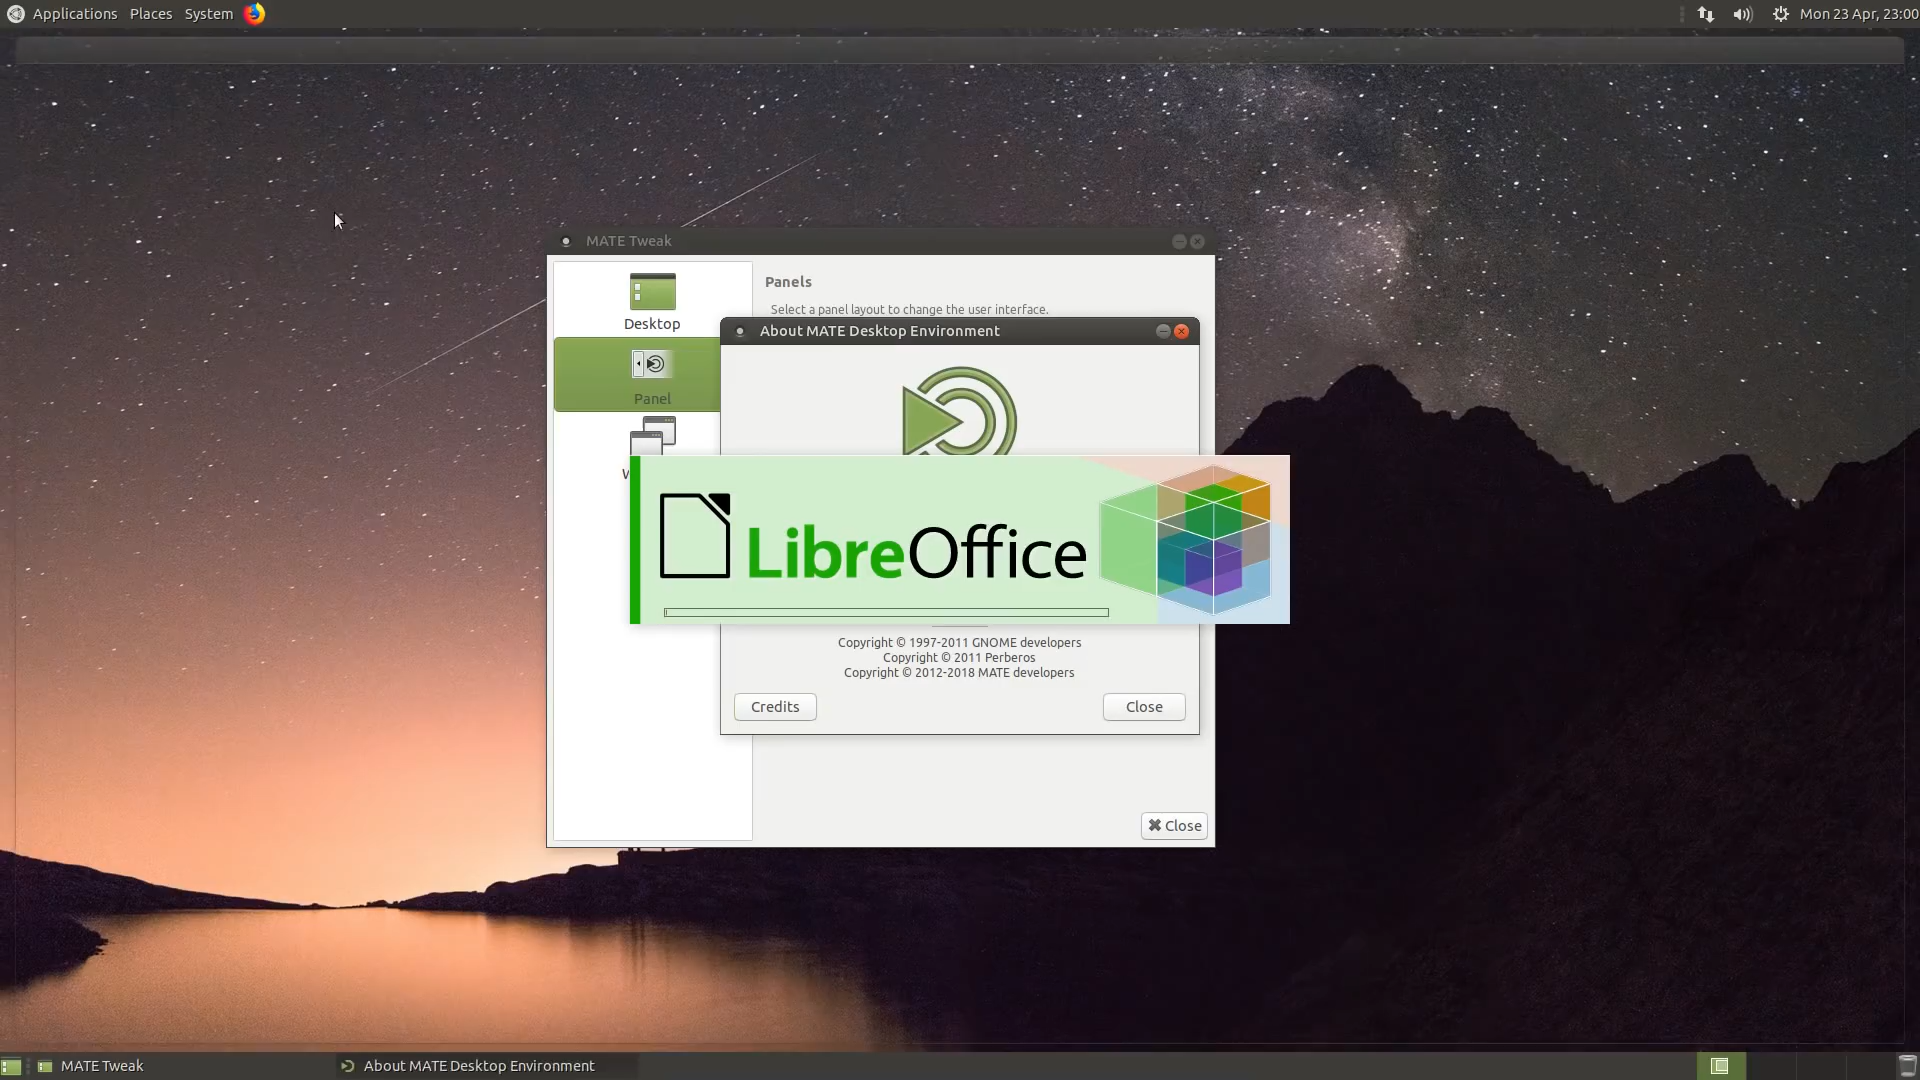 Applications Places System
Mon 23 Apr, 23:00
MATE Tweak
Desktop
Panel
Panels
Select a panel layout to change the user interface.
About MATE Desktop Environment
LibreOffice
Copyright © 1997-2011 GNOME developers
Copyright © 2011 Perberos
Copyright © 2012-2018 MATE developers
Credits
Close
Close
MATE Tweak
About MATE Desktop Environment